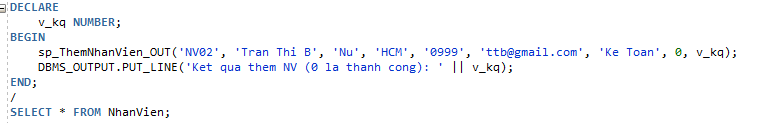 DECLARE
    v_kq NUMBER;
BEGIN
    sp_ThemNhanVien_OUT('NV02', 'Tran Thi B', 'Nu', 'HCM', '0999', 'ttb@gmail.com', 'Ke Toan', 0, v_kq);
    DBMS_OUTPUT.PUT_LINE('Ket qua them NV (0 la thanh cong): ' || v_kq);
END;
/
SELECT * FROM NhanVien;